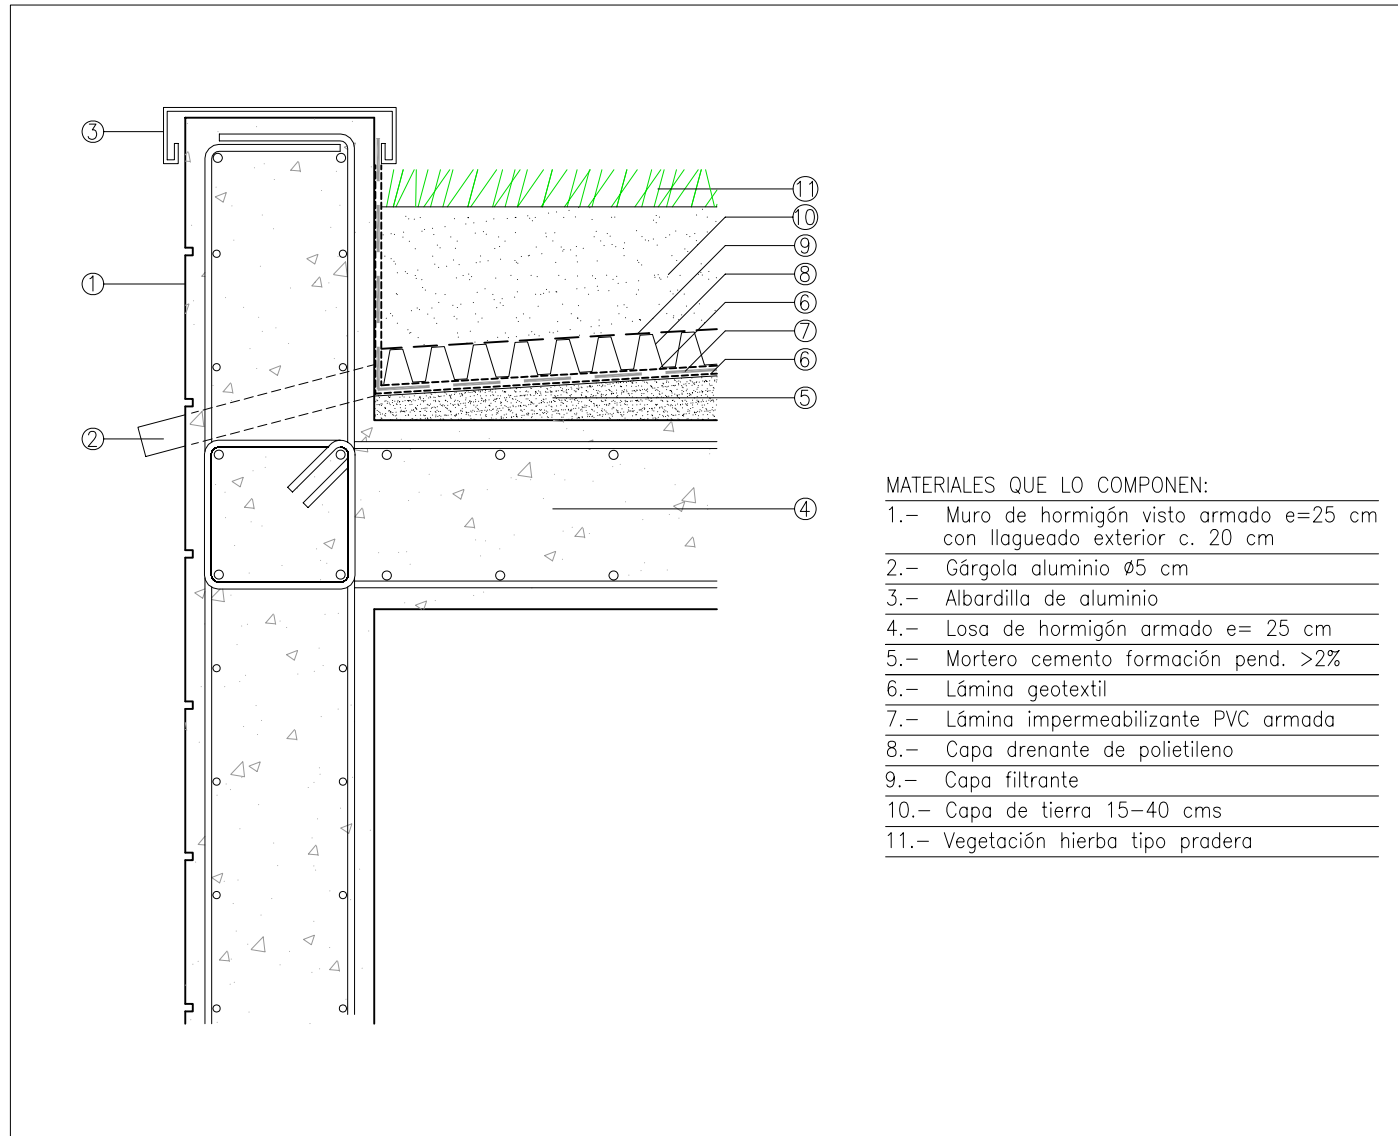 3
1
2
11
10
9
8
6
7
6
5
4
MATERIALES QUE LO COMPONEN:
1.- Muro de hormigón visto armado e=25 cm
con llagueado exterior c. 20 cm
2.- Gárgola aluminio ø5 cm
3.- Albardilla de aluminio
4.- Losa de hormigón armado e= 25 cm
5.- Mortero cemento formación pend. >2%
6.- Lámina geotextil
7.- Lámina impermeabilizante PVC armada
8.- Capa drenante de polietileno
9.- Capa filtrante
10.- Capa de tierra 15-40 cms
11.- Vegetación hierba tipo pradera